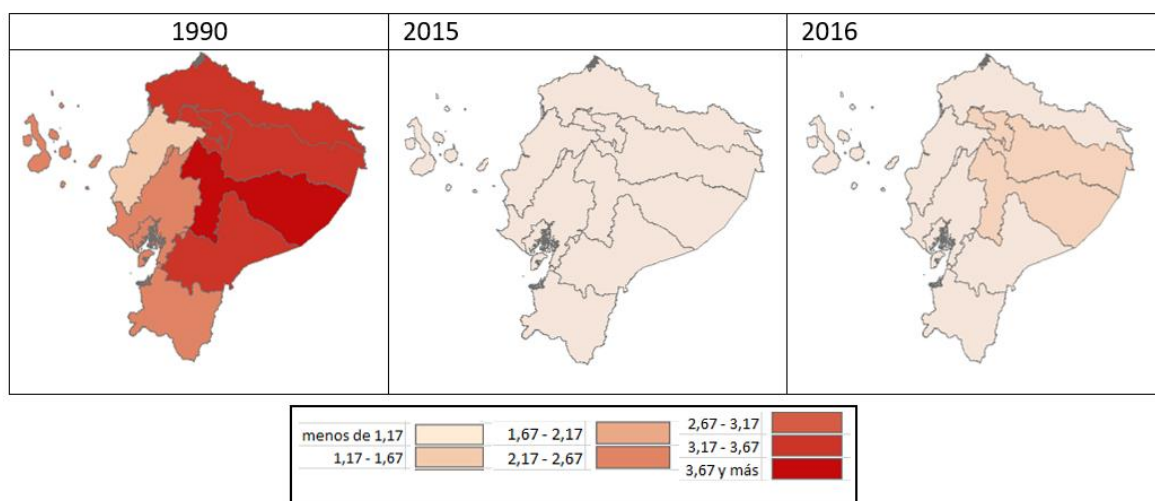 1990
2015
2016
menos de 1,17
1,17 - 1,67
1,67 - 2,17
2,17 - 2,67
2,67 - 3,17
3,17 - 3,67
3,67 y más